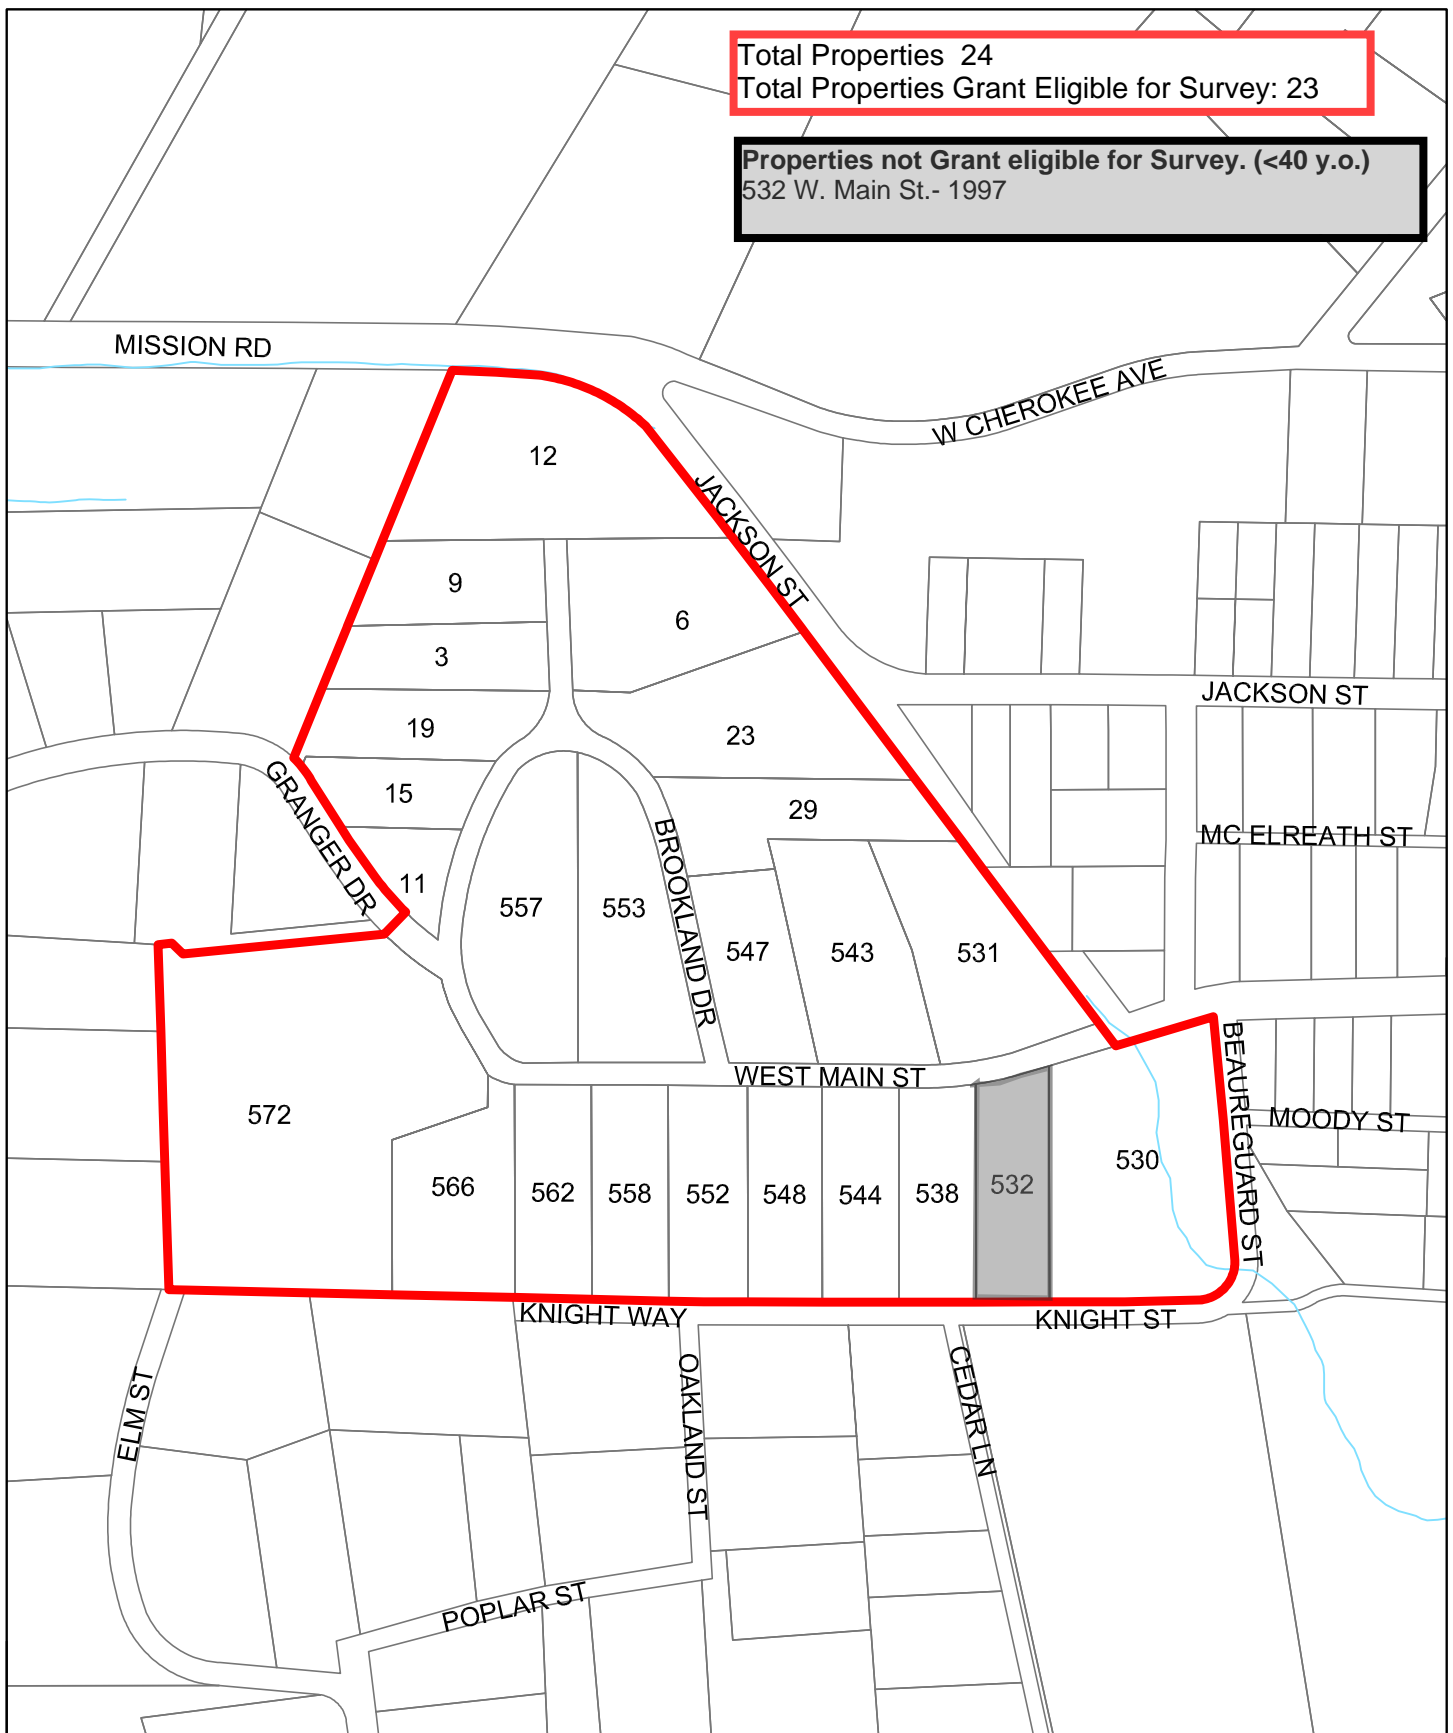 Total Properties  24
Total Properties Grant Eligible for Survey: 23
Properties not Grant eligible for Survey. (<40 y.o.)
532 W. Main St.- 1997
MISSION RD
W CHEROKEE AVE
12
JACKSON ST
9
6
3
JACKSON ST
19
23
GRANGER DR
15
29
BROOKLAND DR
MC ELREATH ST
11
557
553
547
543
531
WEST MAIN ST
BEAUREGUARD ST
572
MOODY ST
530
566
562
558
552
548
544
538
532
KNIGHT WAY
KNIGHT ST
ELM ST
OAKLAND ST
CEDAR LN
POPLAR ST